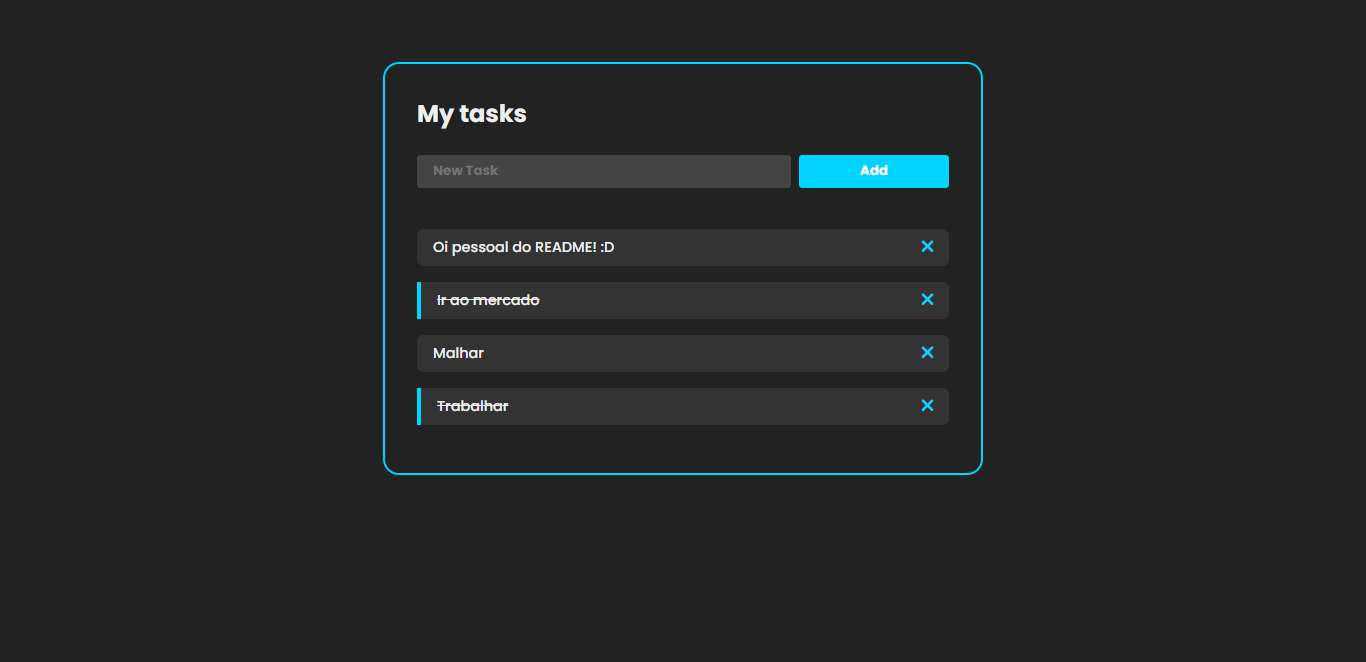 My tasks
New Task
Add
Oi pessoal do README! :D
Ir ao mercado
Malhar
Trabalhar